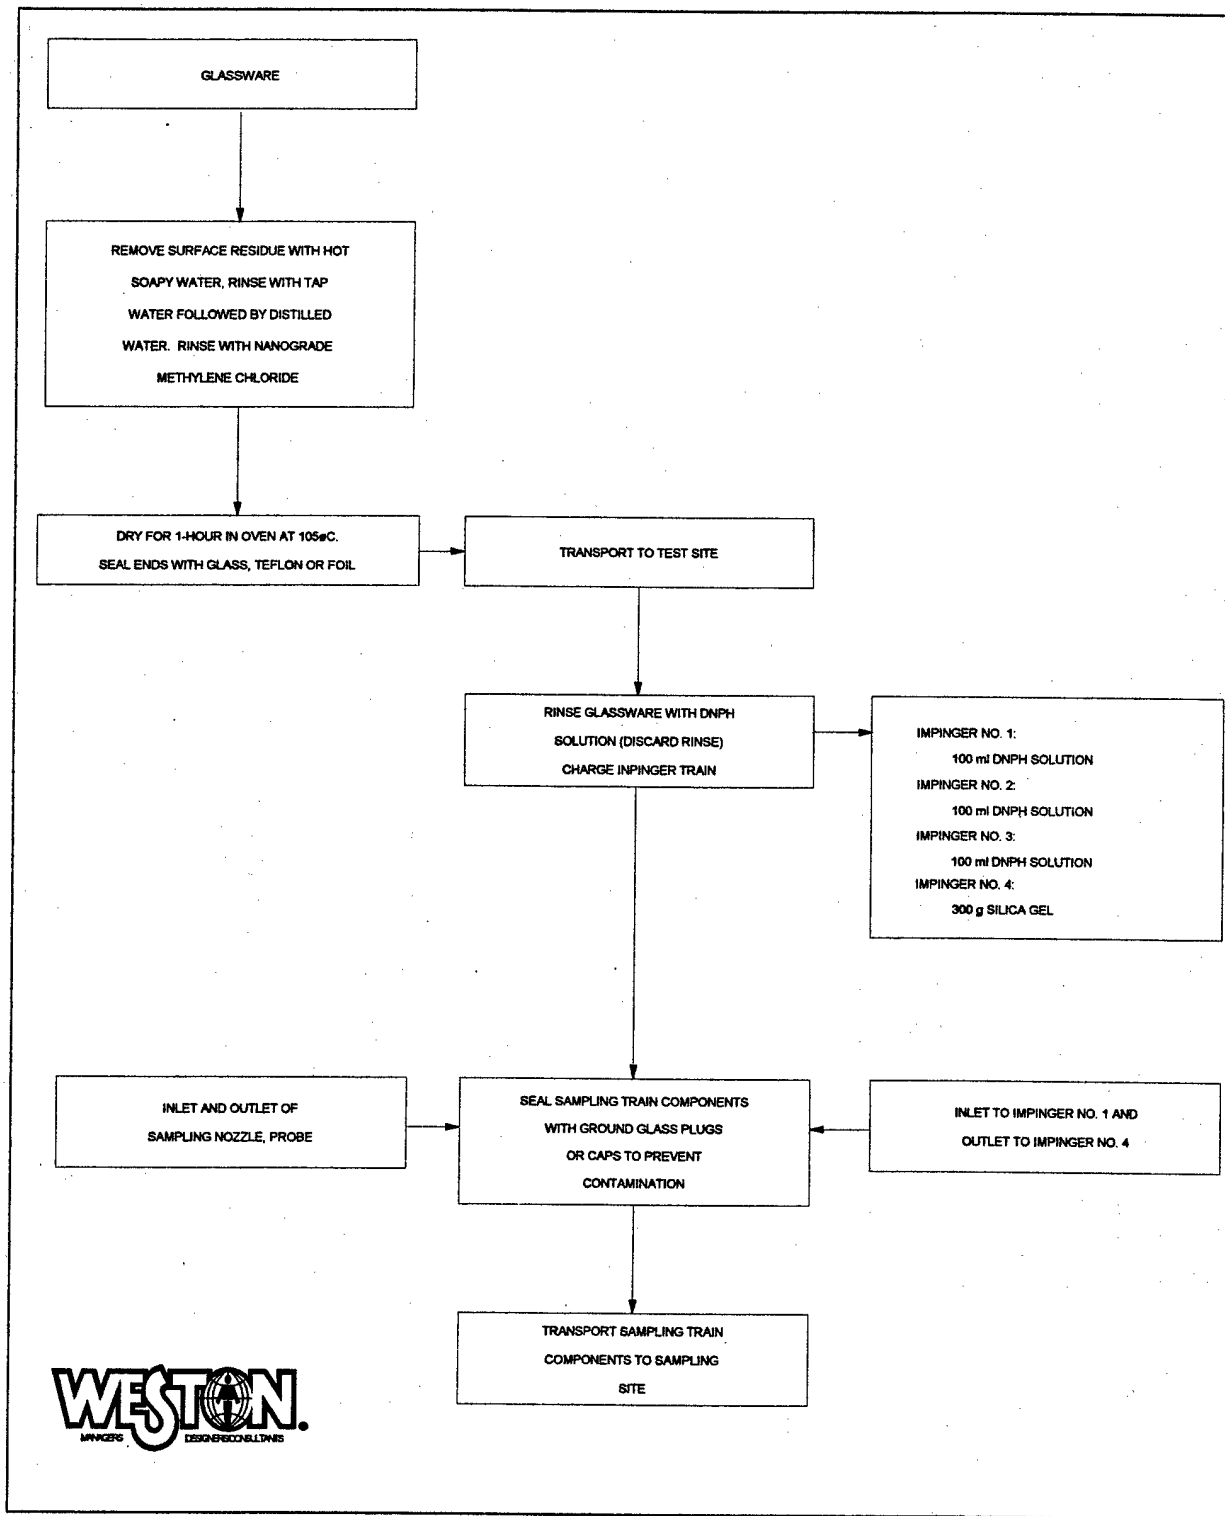 GLASSWARE
REMOVE SURFACE RESIDUE WITH HOT
SOAPY WATER, RINSE WITH TAP
WATER FOLLOWED BY DISTILLED
WATER. RINSE WITH NANOGRADE
METHYLENE CHLORIDE
DRY FOR 1-HOUR IN OVEN AT 105øC.
SEAL ENDS WITH GLASS, TEFLON OR FOIL
TRANSPORT TO TEST SITE
RINSE GLASSWARE WITH DNPH
SOLUTION (DISCARD RINSE)
CHARGE INPINGER TRAIN
IMPINGER NO. 1:
100 ml DNPH SOLUTION
IMPINGER NO. 2:
100 ml DNPH SOLUTION
IMPINGER NO. 3:
100 ml DNPH SOLUTION
IMPINGER NO. 4:
300 g SILICA GEL
INLET AND OUTLET OF
SAMPLING NOZZLE, PROBE
SEAL SAMPLING TRAIN COMPONENTS
WITH GROUND GLASS PLUGS
OR CAPS TO PREVENT
CONTAMINATION
INLET TO IMPINGER NO. 1 AND
OUTLET TO IMPINGER NO. 4
TRANSPORT SAMPLING TRAIN
COMPONENTS TO SAMPLING
SITE
WESTON.
MANAGERS DESIGNERS/CONSULTANTS